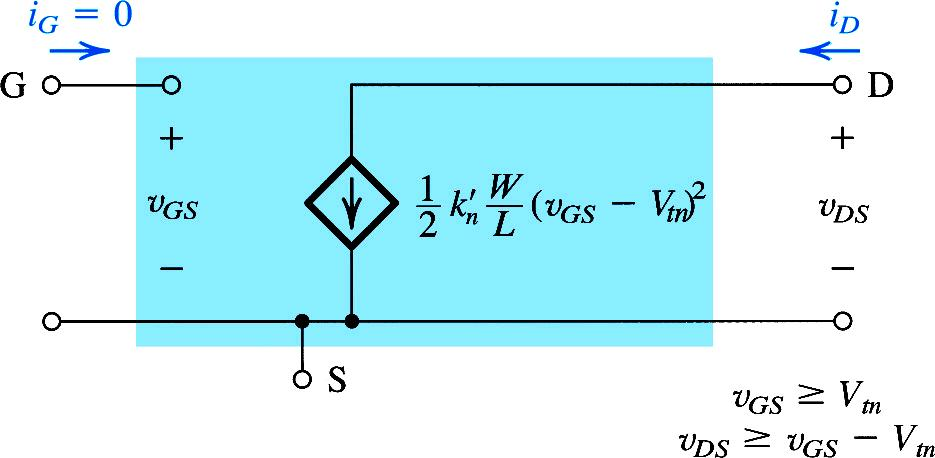 i_G = 0
i_D
G
D
+
+
v_GS
1/2 k'_n W/L (v_GS − V_tn)²
v_DS
−
−
S
v_GS ≥ V_tn
v_DS ≥ v_GS − V_tn